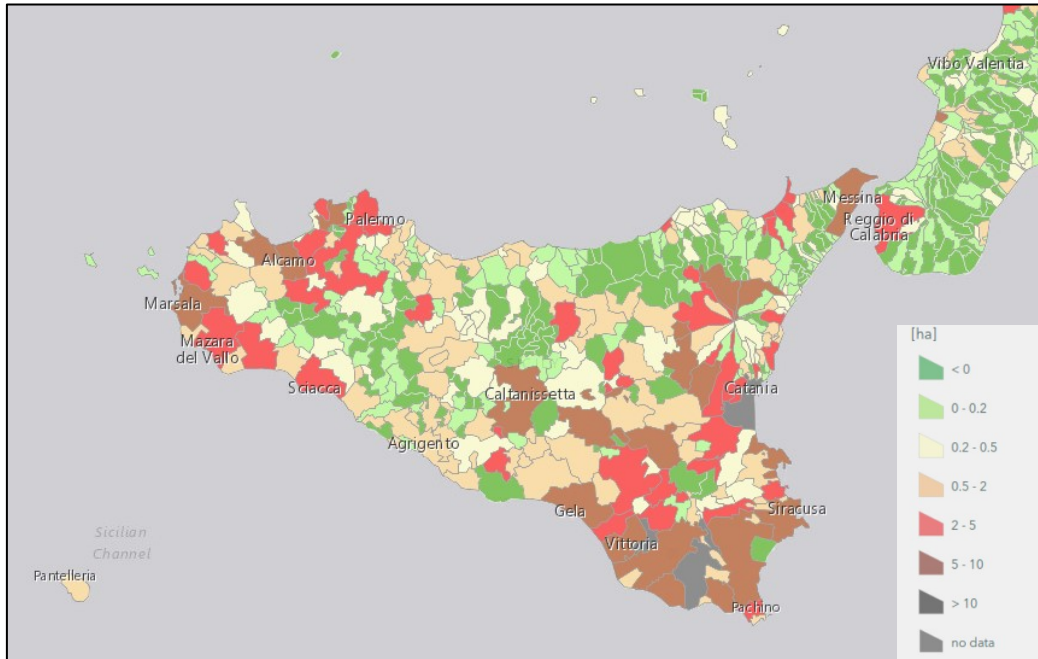 Vibo Valentia
Messina
Reggio di
Calabria
Palermo
Alcamo
Marsala
Mazara
del Vallo
Sciacca
Caltanissetta
Catania
Agrigento
Gela
Siracusa
Vittoria
Sicilian
Channel
Pantelleria
Pachino
[ha]
< 0
0 - 0.2
0.2 - 0.5
0.5 - 2
2 - 5
5 - 10
> 10
no data